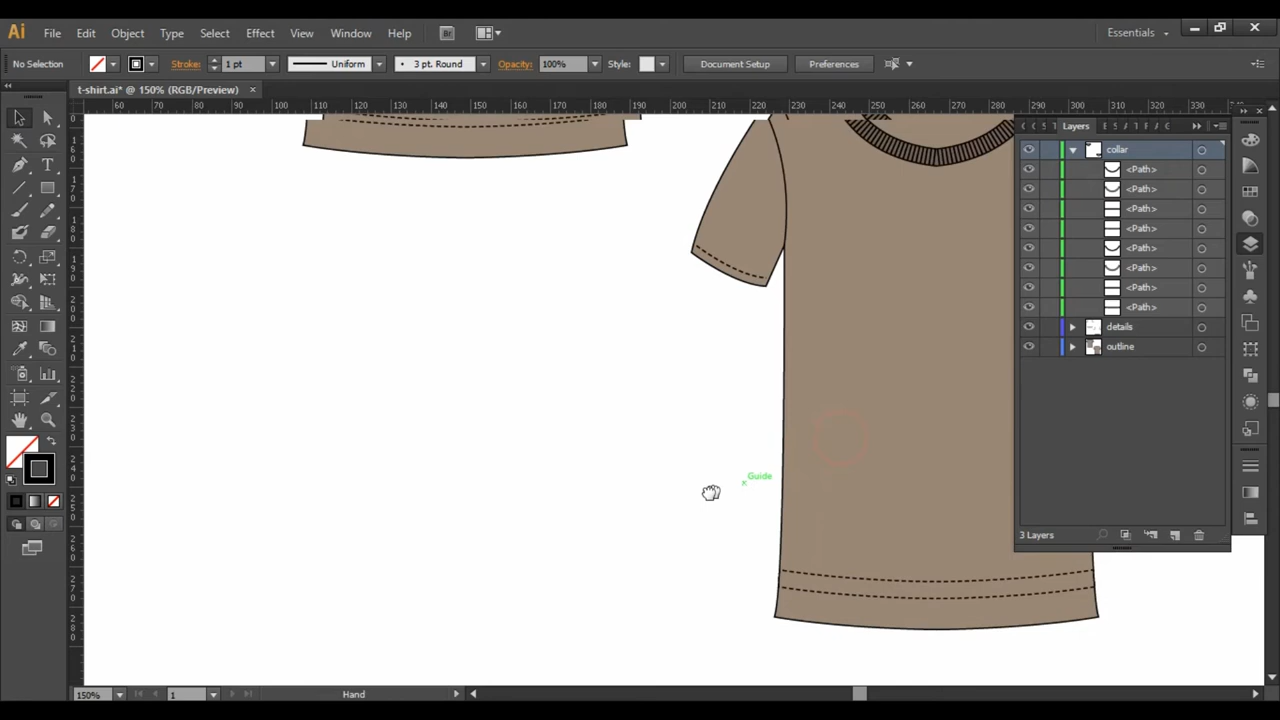 Ai File Edit Object Type Select Effect View Window Help Br Essentials
No Selection Stroke: 1 pt Uniform 3 pt. Round Opacity: 100% Style: Document Setup Preferences
t-shirt.ai* @ 150% (RGB/Preview)
60 70 80 90 100 110 120 130 140 150 160 170 180 190 200 210 220 230 240 250 260 270 280 290 300 310 320 330
C C S Layers E S A T A C
collar
<Path>
<Path>
<Path>
<Path>
<Path>
<Path>
<Path>
<Path>
details
outline
Guide
3 Layers
150% 1 Hand